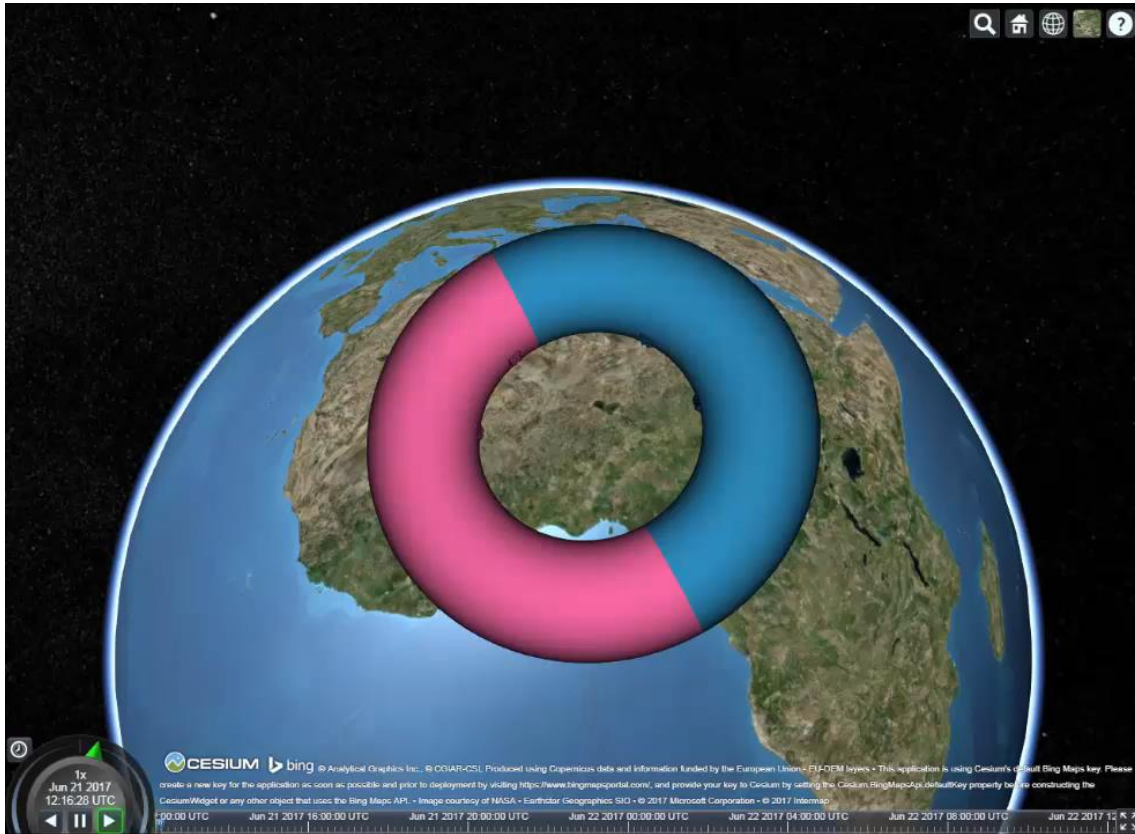 ?
CESIUM bing © Analytical Graphics Inc., © CGIAR-CSI, Produced using Copernicus data and information funded by the European Union - EU-DEM layers • This application is using Cesium's default Bing Maps key. Please
create a new key for the application as soon as possible and prior to deployment by visiting https://www.bingmapsportal.com/, and provide your key to Cesium by setting the Cesium.BingMapsApi.defaultKey property before constructing the
CesiumWidget or any other object that uses the Bing Maps API. • Image courtesy of NASA • Earthstar Geographics SIO • © 2017 Microsoft Corporation • © 2017 Intermap
1x
Jun 21 2017
12:16:28 UTC
:00:00 UTC Jun 21 2017 16:00:00 UTC Jun 21 2017 20:00:00 UTC Jun 22 2017 00:00:00 UTC Jun 22 2017 04:00:00 UTC Jun 22 2017 08:00:00 UTC Jun 22 2017 12